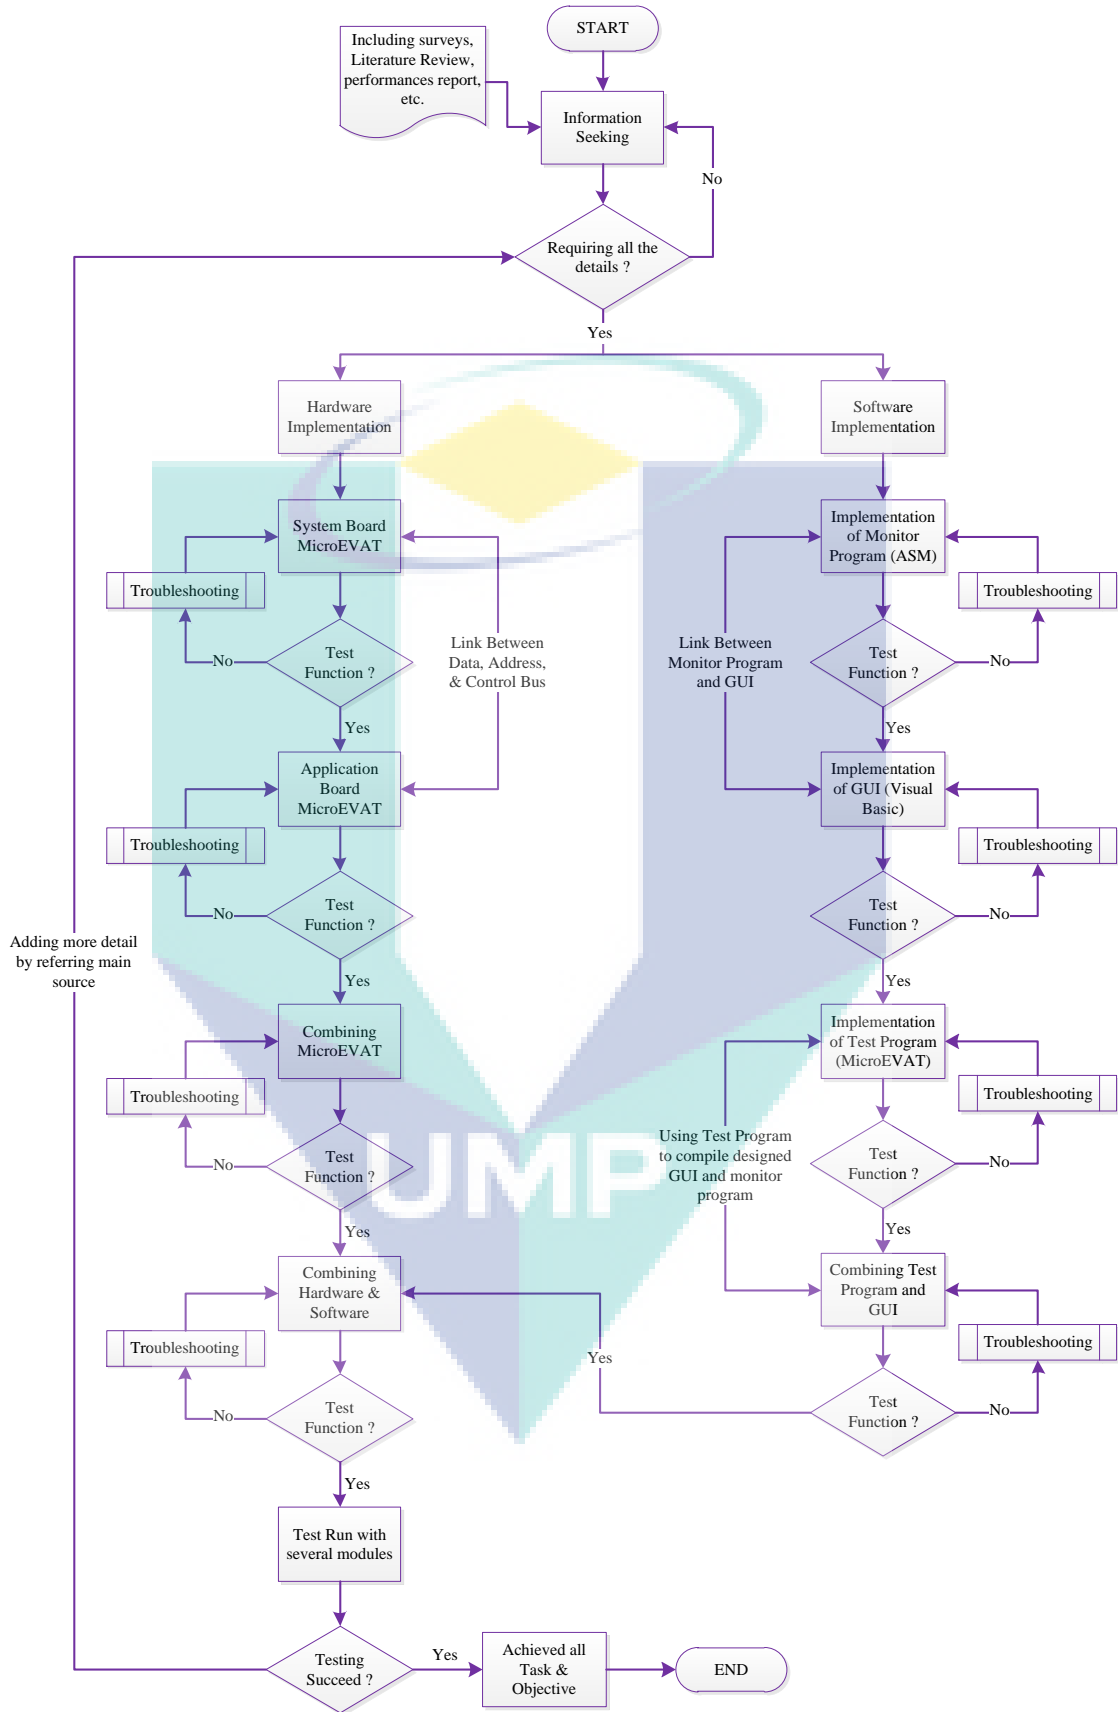 START
Including surveys,
Literature Review,
performances report,
etc.
Information
Seeking
No
Requiring all the
details ?
Yes
Hardware
Implementation
Software
Implementation
System Board
MicroEVAT
Implementation
of Monitor
Program (ASM)
Troubleshooting
Troubleshooting
Test
Function ?
No
Link Between
Data, Address,
& Control Bus
Link Between
Monitor Program
and GUI
Test
Function ?
No
Yes
Yes
Application
Board
MicroEVAT
Implementation
of GUI (Visual
Basic)
Troubleshooting
Troubleshooting
Test
Function ?
No
Test
Function ?
No
Adding more detail
by referring main
source
Yes
Yes
Combining
MicroEVAT
Implementation
of Test Program
(MicroEVAT)
Troubleshooting
Troubleshooting
Test
Function ?
No
UMP
Using Test Program
to compile designed
GUI and monitor
program
Test
Function ?
No
Yes
Yes
Combining
Hardware &
Software
Combining Test
Program and
GUI
Troubleshooting
Troubleshooting
Yes
Test
Function ?
No
Test
Function ?
No
Yes
Test Run with
several modules
Testing
Succeed ?
Yes
Achieved all
Task &
Objective
END